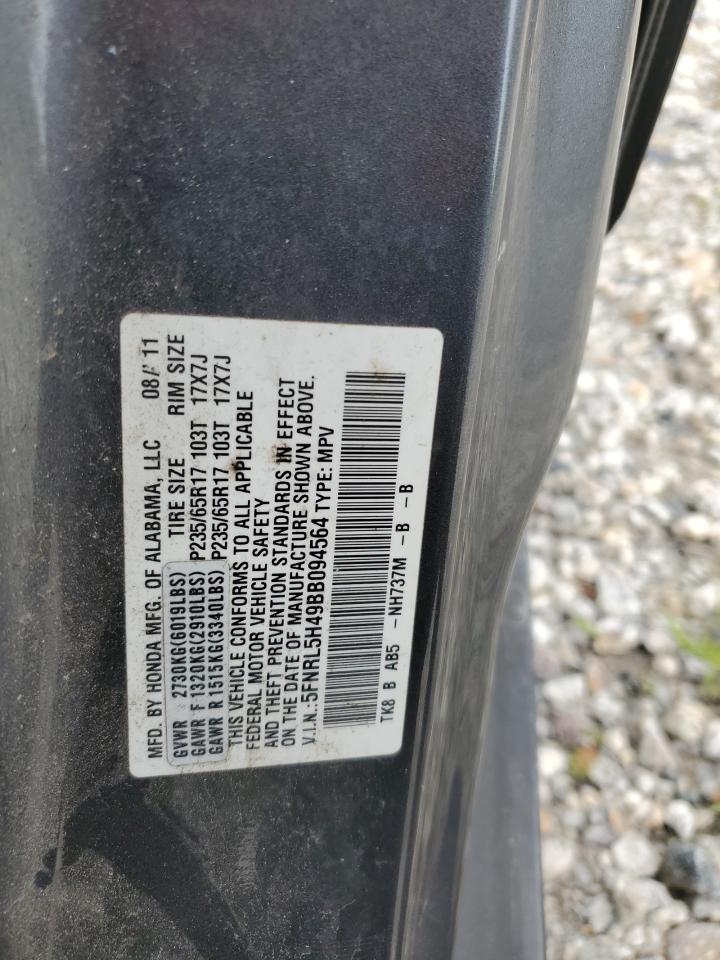 MFD. BY HONDA MFG. OF ALABAMA, LLC 08/11
TIRE SIZE RIM SIZE
GVWR 2730KG(6019LBS)
GAWR F 1320KG(2910LBS) P235/65R17 103T 17X7J
GAWR R 1515KG(3340LBS) P235/65R17 103T 17X7J
THIS VEHICLE CONFORMS TO ALL APPLICABLE
FEDERAL MOTOR VEHICLE SAFETY
AND THEFT PREVENTION STANDARDS IN EFFECT
ON THE DATE OF MANUFACTURE SHOWN ABOVE.
V.I.N.:5FNRL5H49BB094564 TYPE: MPV
TK8 B AB5 -NH737M -B -B